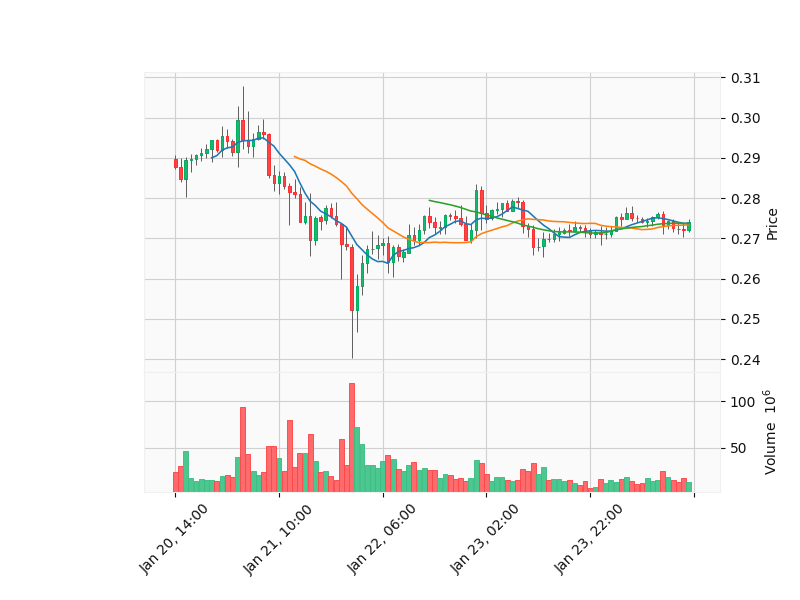 0.31
0.30
0.29
0.28
0.27
0.26
0.25
0.24
Price
100
50
Volume 10^6
Jan 20, 14:00
Jan 21, 10:00
Jan 22, 06:00
Jan 23, 02:00
Jan 23, 22:00